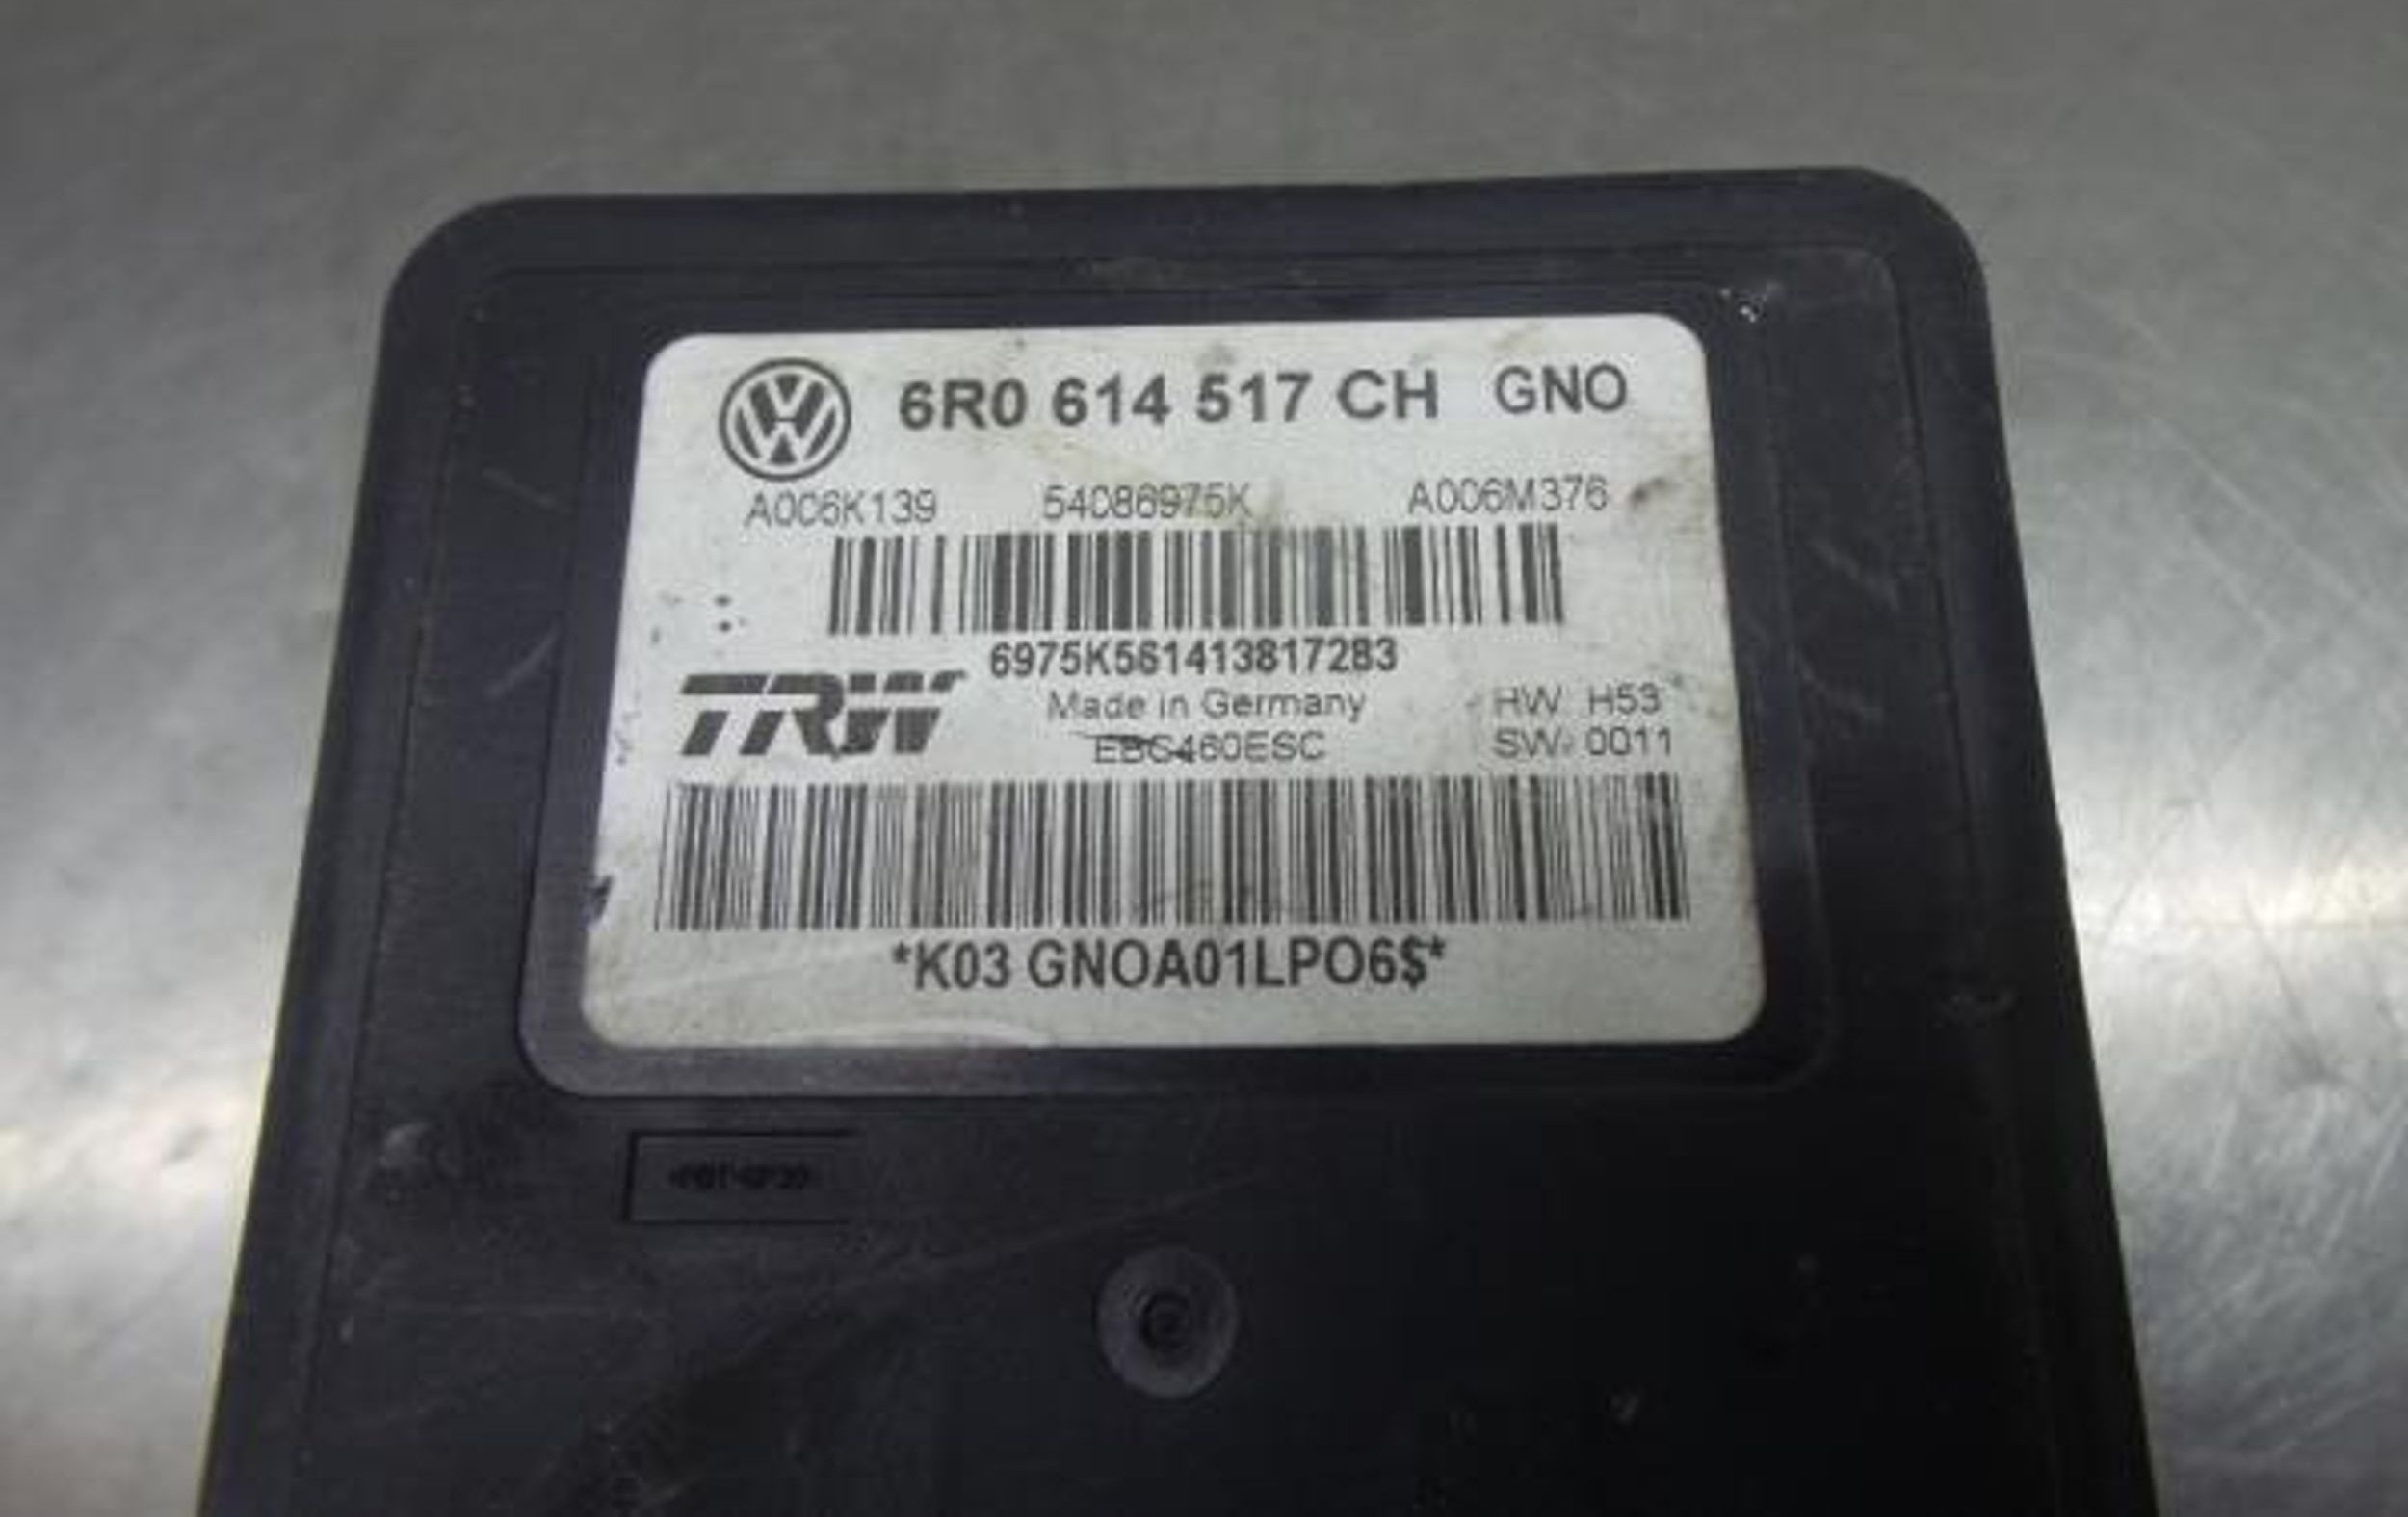 6R0 614 517 CH GNO
A006K139 54086975K A006M376
6975K561413817283
TRW
Made in Germany
HW H53
EBC460ESC
SW 0011
*K03 GNOA01LPO6$*